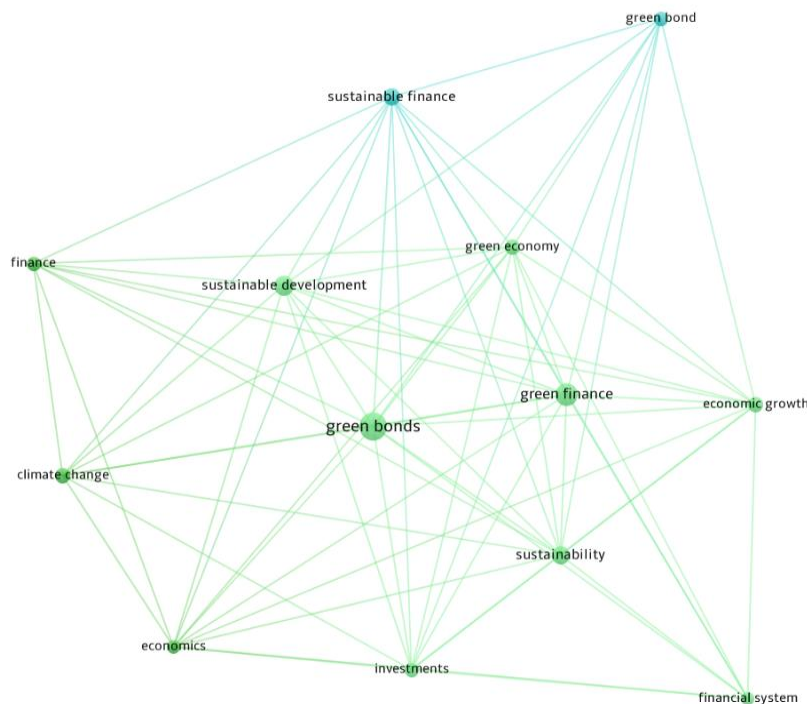 green bond
sustainable finance
green economy
finance
sustainable development
green finance
economic growth
green bonds
climate change
sustainability
economics
investments
financial system